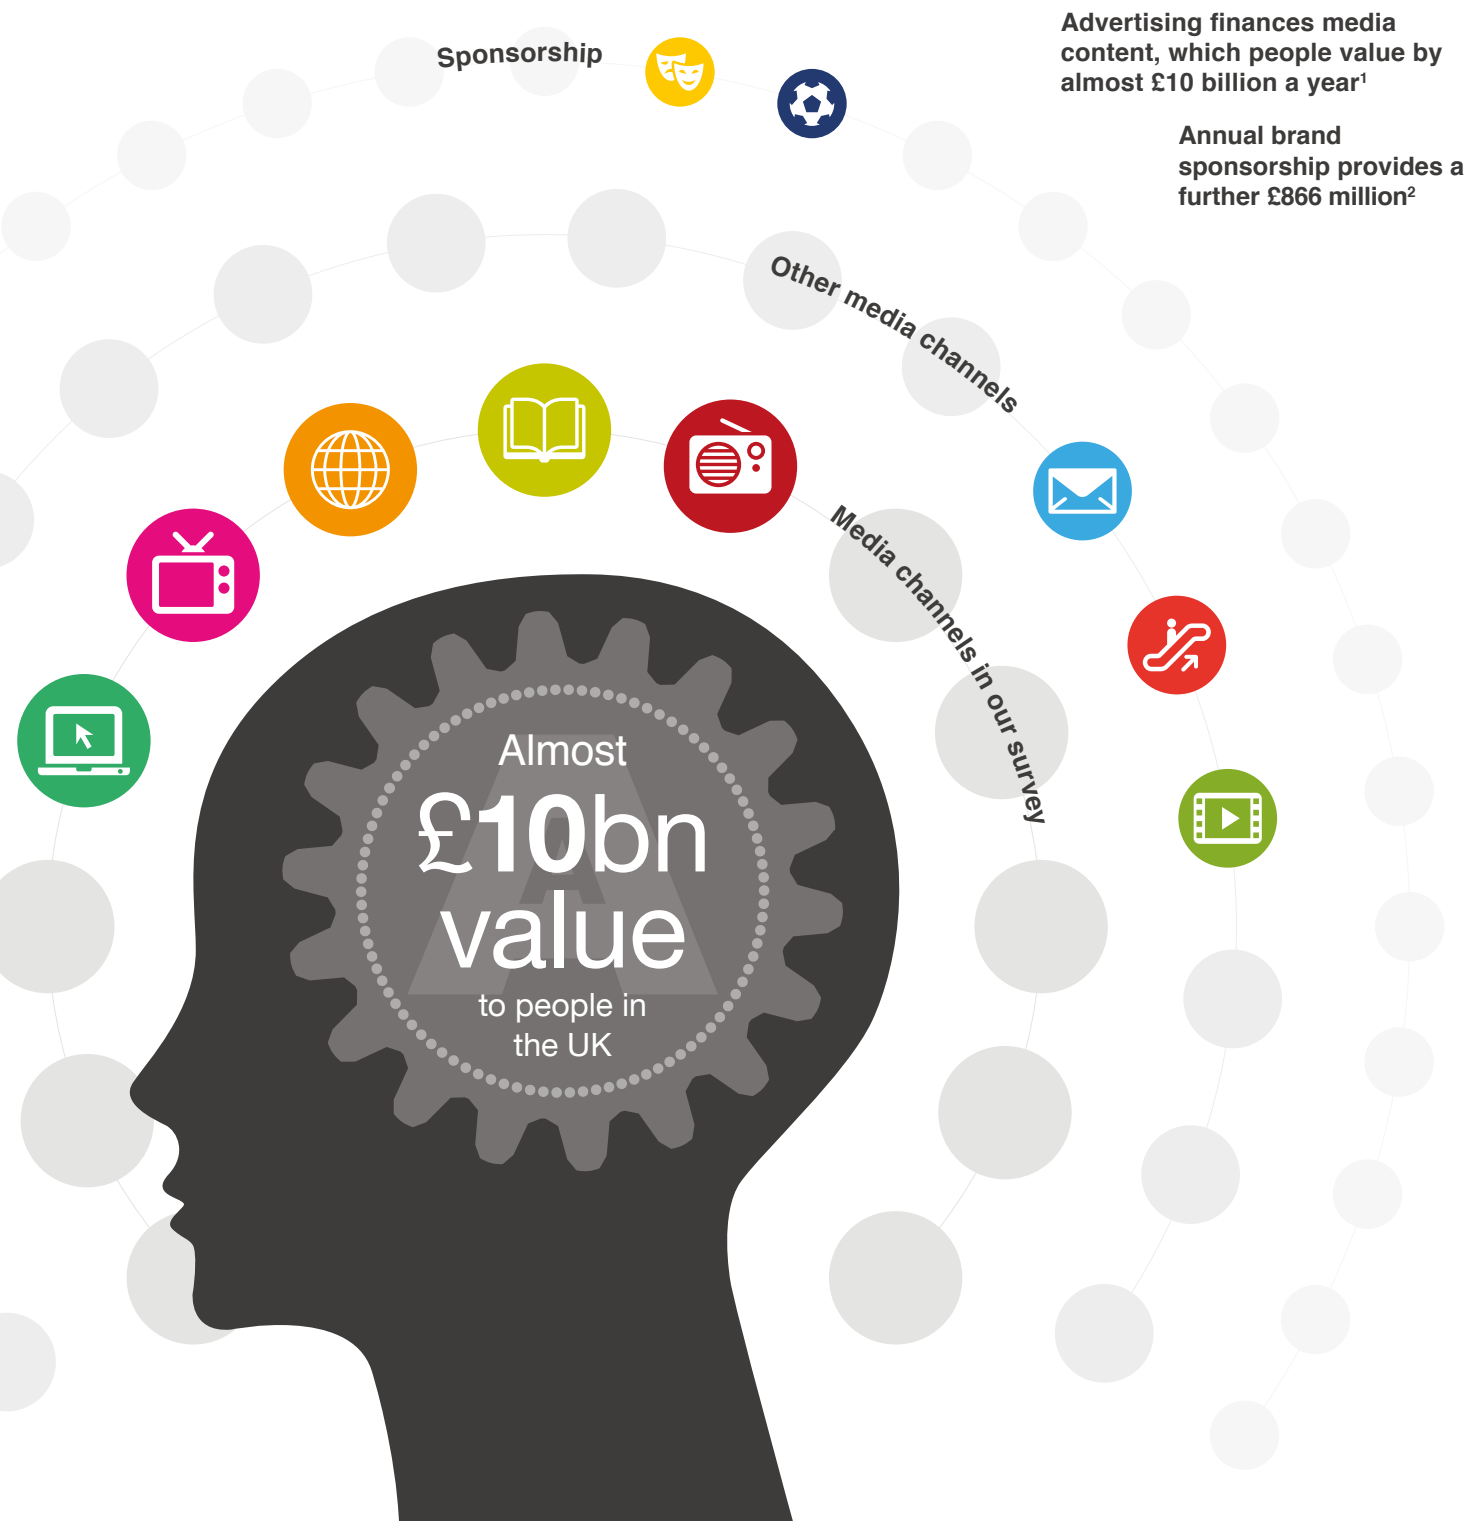 Advertising finances media
content, which people value by
almost £10 billion a year¹
Annual brand
sponsorship provides a
further £866 million²
Sponsorship
Other media channels
Media channels in our survey
Almost
£10bn
value
to people in
the UK